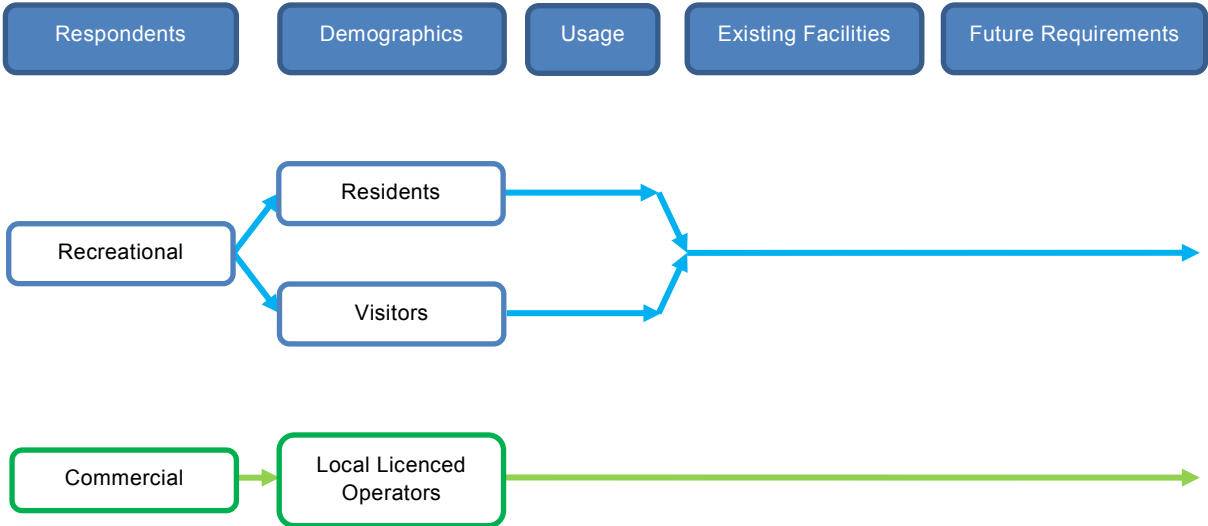 Respondents
Demographics
Usage
Existing Facilities
Future Requirements
Residents
Recreational
Visitors
Commercial
Local Licenced
Operators